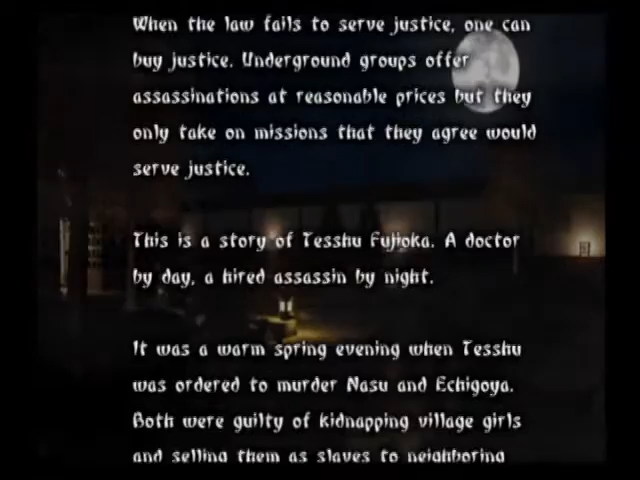 When the law fails to serve justice, one can
buy justice. Underground groups offer
assassinations at reasonable prices but they
only take on missions that they agree would
serve justice.
This is a story of Tesshu Fujioka. A doctor
by day, a hired assassin by night.
It was a warm spring evening when Tesshu
was ordered to murder Nasu and Echigoya.
Both were guilty of kidnapping village girls
and selling them as slaves to neighboring